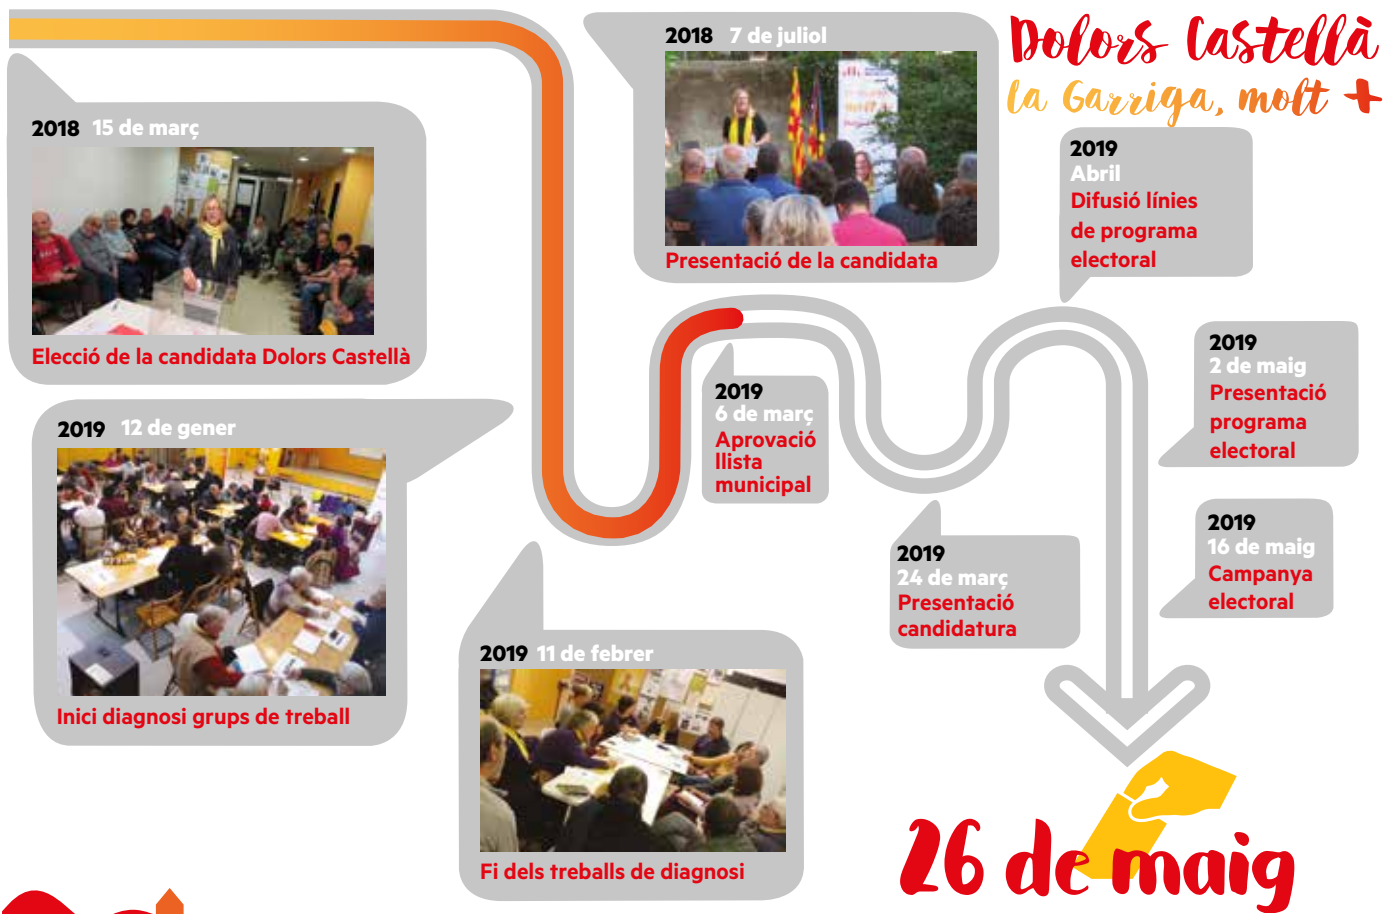 Dolors Castellà
la Garriga, molt +
2018 15 de març
Elecció de la candidata Dolors Castellà
2018 7 de juliol
Presentació de la candidata
2019 12 de gener
Inici diagnosi grups de treball
2019 11 de febrer
Fi dels treballs de diagnosi
2019
6 de març
Aprovació
llista
municipal
2019
24 de març
Presentació
candidatura
2019
Abril
Difusió línies
de programa
electoral
2019
2 de maig
Presentació
programa
electoral
2019
16 de maig
Campanya
electoral
26 de maig